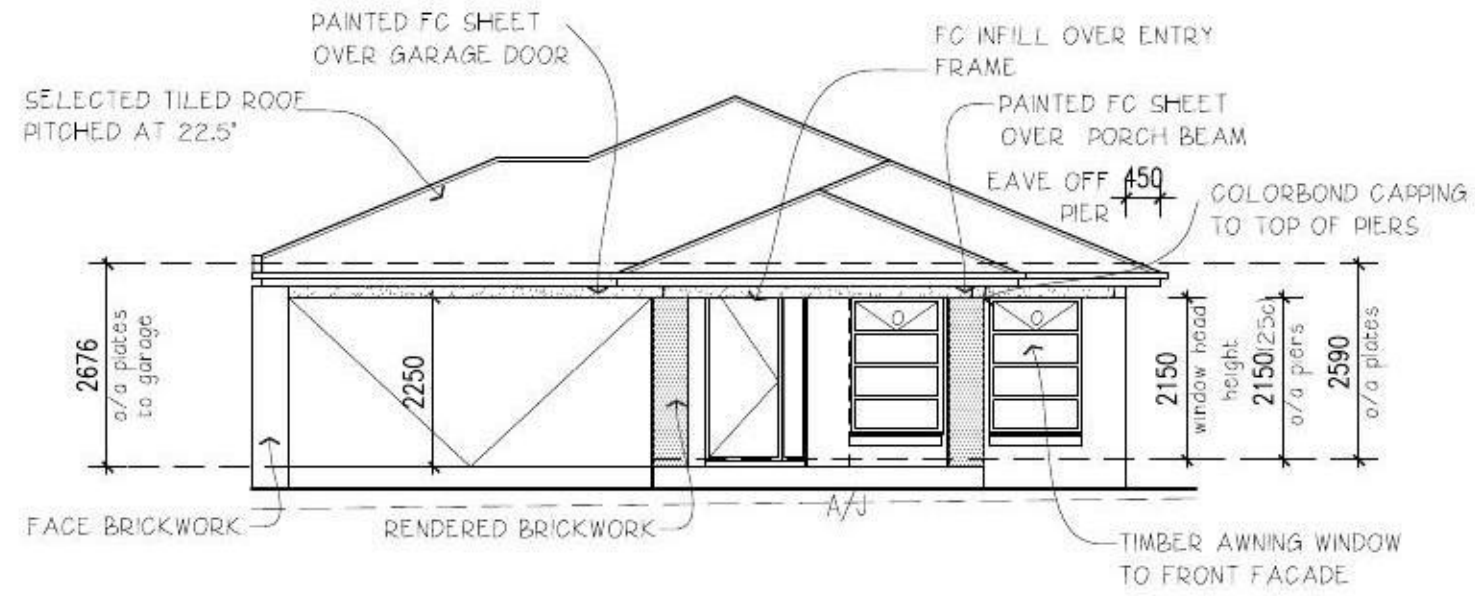 PAINTED FC SHEET
OVER GARAGE DOOR
FC INFILL OVER ENTRY
FRAME
SELECTED TILED ROOF
PITCHED AT 22.5°
PAINTED FC SHEET
OVER PORCH BEAM
EAVE OFF
PIER
450
COLORBOND CAPPING
TO TOP OF PIERS
2676
o/a plates
to garage
2250
2150
window head
height
2150(25c)
o/a piers
2590
o/a plates
O
O
A/J
FACE BRICKWORK
RENDERED BRICKWORK
TIMBER AWNING WINDOW
TO FRONT FACADE